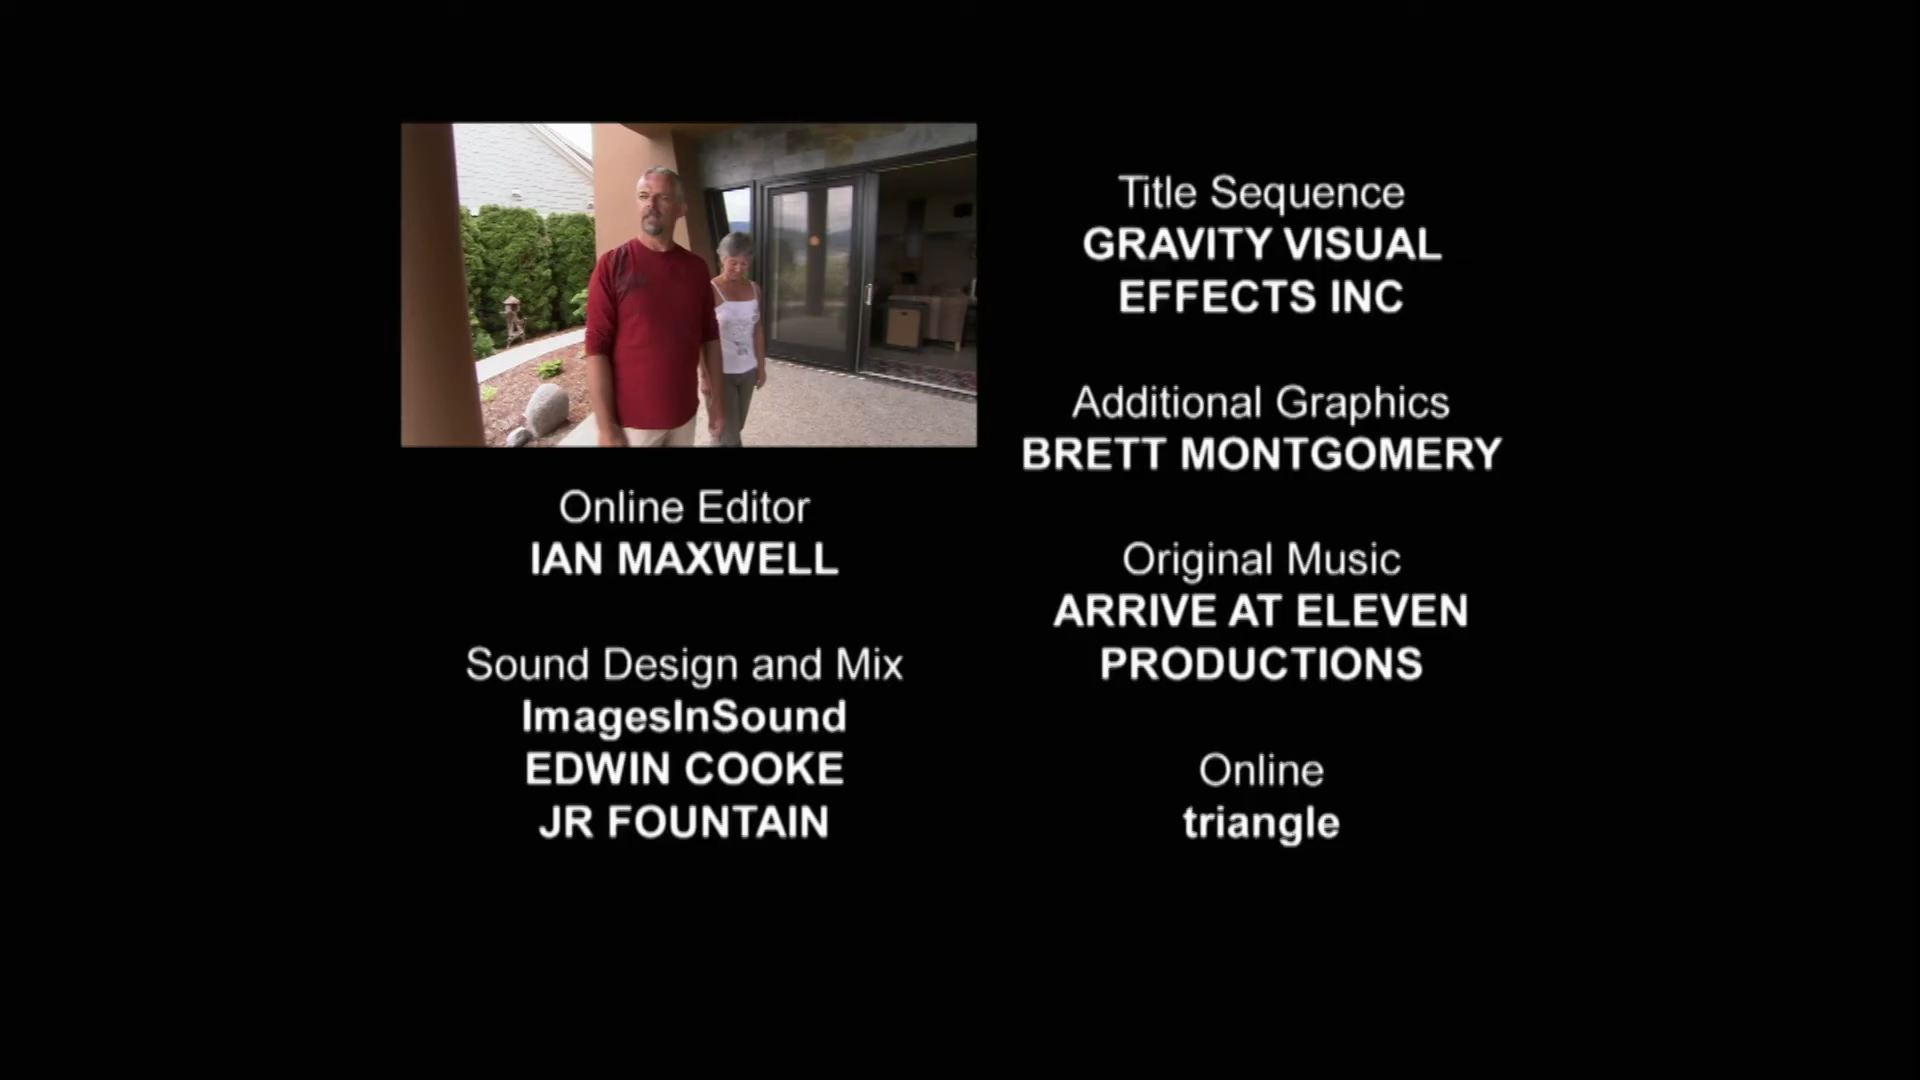 Online Editor
IAN MAXWELL
Sound Design and Mix
ImagesInSound
EDWIN COOKE
JR FOUNTAIN
Title Sequence
GRAVITY VISUAL
EFFECTS INC
Additional Graphics
BRETT MONTGOMERY
Original Music
ARRIVE AT ELEVEN
PRODUCTIONS
Online
triangle